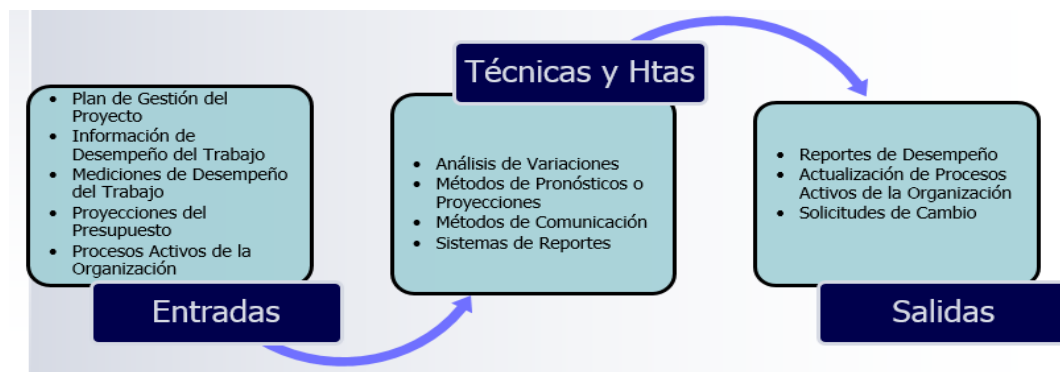 • Plan de Gestión del
Proyecto
• Información de
Desempeño del Trabajo
• Mediciones de Desempeño
del Trabajo
• Proyecciones del
Presupuesto
• Procesos Activos de la
Organización
Entradas
Técnicas y Htas
• Análisis de Variaciones
• Métodos de Pronósticos o
Proyecciones
• Métodos de Comunicación
• Sistemas de Reportes
• Reportes de Desempeño
• Actualización de Procesos
Activos de la Organización
• Solicitudes de Cambio
Salidas